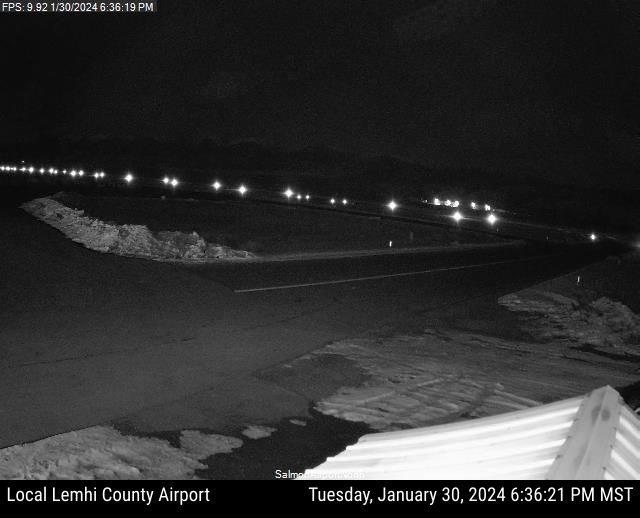 FPS: 9.92 1/30/2024 6:36:19 PM
Local Lemhi County Airport
Tuesday, January 30, 2024 6:36:21 PM MST